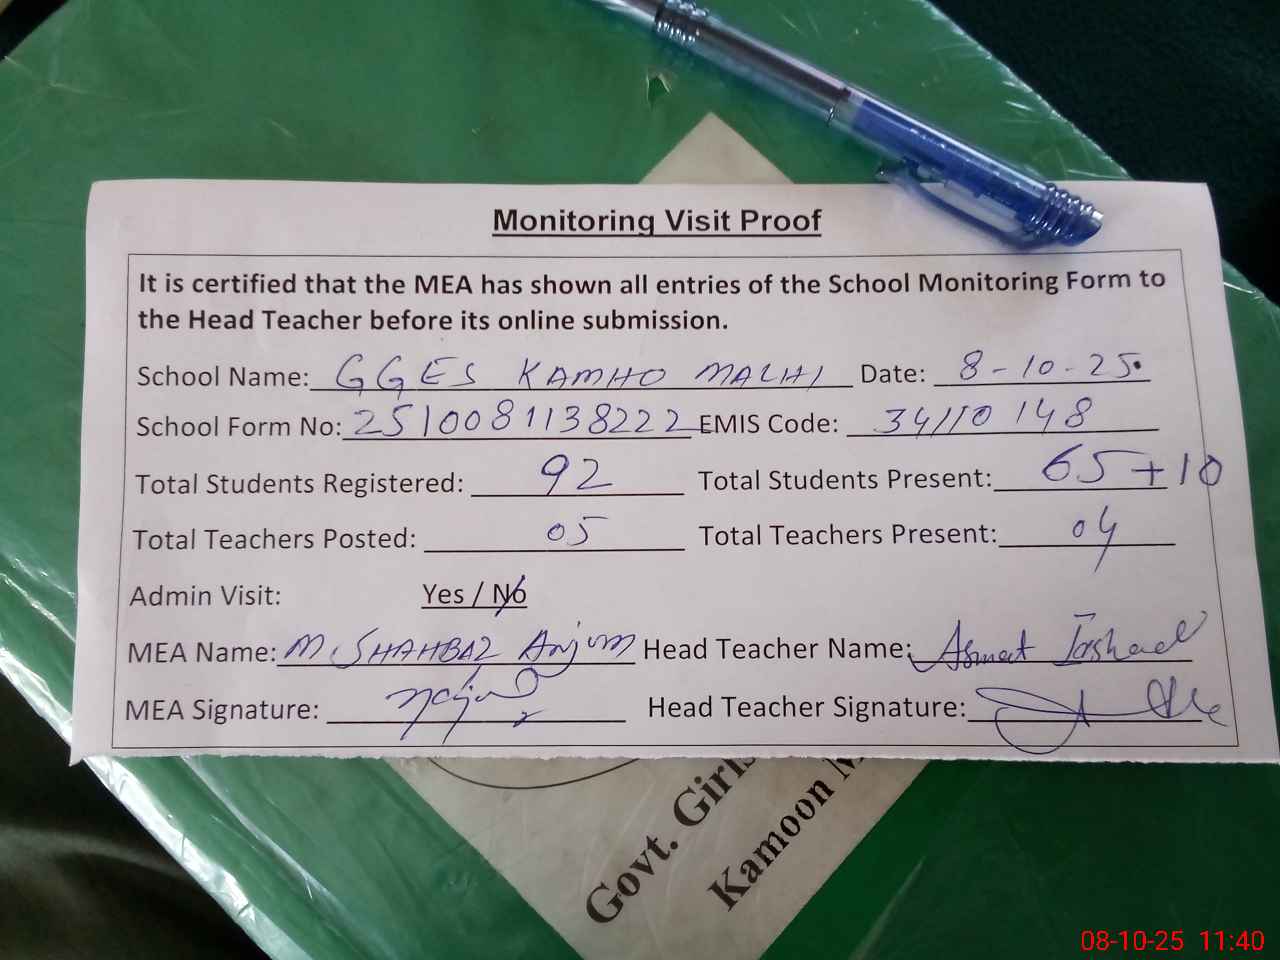 Monitoring Visit Proof
It is certified that the MEA has shown all entries of the School Monitoring Form to
the Head Teacher before its online submission.
School Name: GGES KAMHO MALHI Date: 8-10-25
School Form No: 2510081138222 EMIS Code: 34110148
Total Students Registered: 92 Total Students Present: 65+10
Total Teachers Posted: 05 Total Teachers Present: 04
Admin Visit: Yes / No
MEA Name: M. SHAHBAZ Anjum Head Teacher Name: Asmat Irshad
MEA Signature: Head Teacher Signature:
Govt. Girls
Kamoon M
08-10-25 11:40